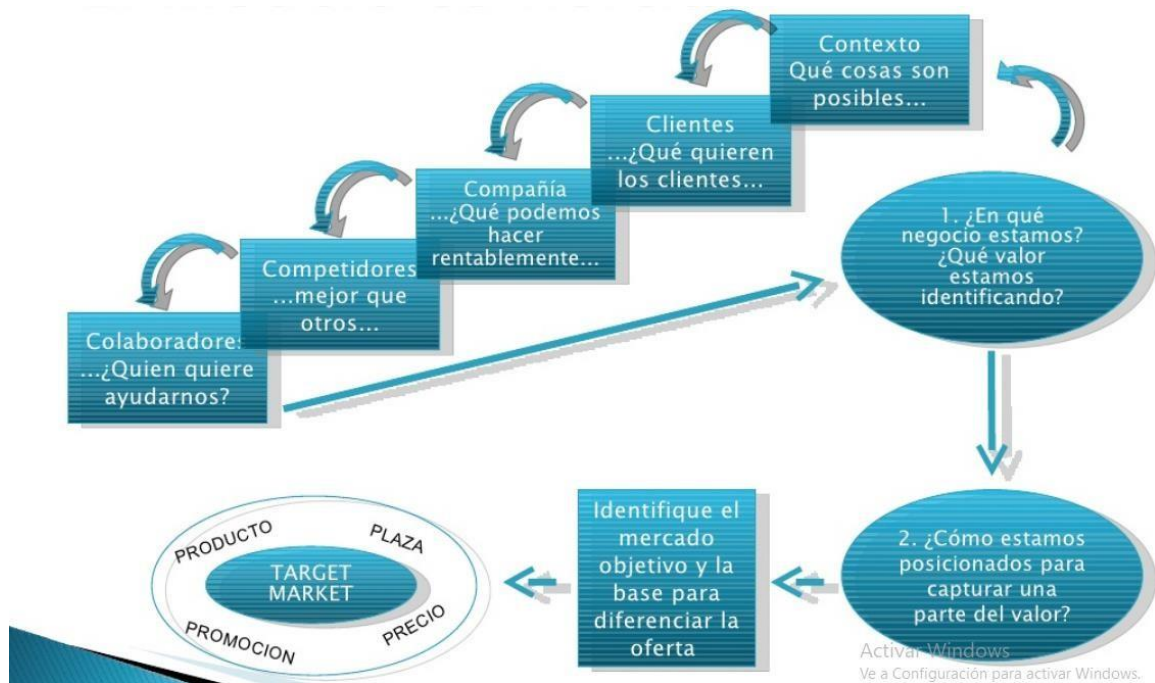 Contexto
Qué cosas son
posibles...
Clientes
...¿Qué quieren
los clientes...
Compañía
...¿Qué podemos
hacer
rentablemente...
Competidores
...mejor que
otros...
Colaboradores
...¿Quien quiere
ayudarnos?
1. ¿En qué
negocio estamos?
¿Qué valor
estamos
identificando?
2. ¿Cómo estamos
posicionados para
capturar una
parte del valor?
Identifique el
mercado
objetivo y la
base para
diferenciar la
oferta
PRODUCTO
PLAZA
TARGET
MARKET
PROMOCION
PRECIO
Activar Windows
Ve a Configuración para activar Windows.